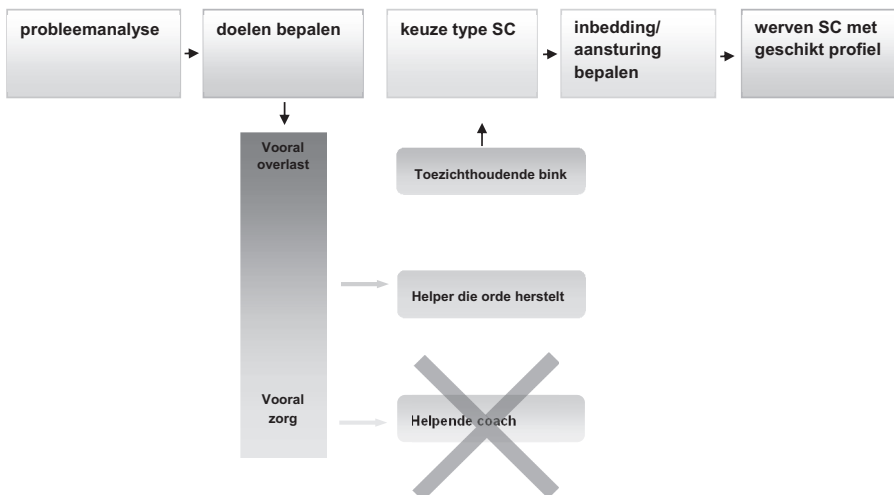 probleemanalyse
doelen bepalen
keuze type SC
inbedding/
aansturing
bepalen
werven SC met
geschikt profiel
Vooral
overlast
Toezichthoudende bink
Helper die orde herstelt
Vooral
zorg
Helpende coach